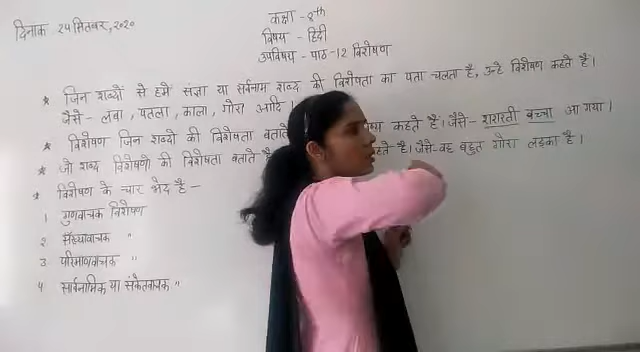 दिनाक 24 सितबर, 2020
कक्षा - 8th
विषय - हिंदी
उपविषय - पाठ-12 विशेषण
★ जिन शब्दों से हमें संज्ञा या सर्वनाम शब्द की विशेषता का पता चलता है, उन्हे विशेषण कहते हैं।
जैसे - लंबा, पतला, काला, गोरा आदि।
★ विशेषण जिन शब्दो की विशेषता बताते कहते हैं। जैसे - शरारती बच्चा आ गया।
★ जो शब्द विशेषणो की विशेषता बताते है कहते है। जैसे- वह बहुत गोरा लड़का है।
★ विशेषण के चार भेद है -
1 गुणवाचक विशेषण
2 संख्यावाचक "
3 परिमाणवाचक "
4 सार्वनामिक या संकेतवाचक "